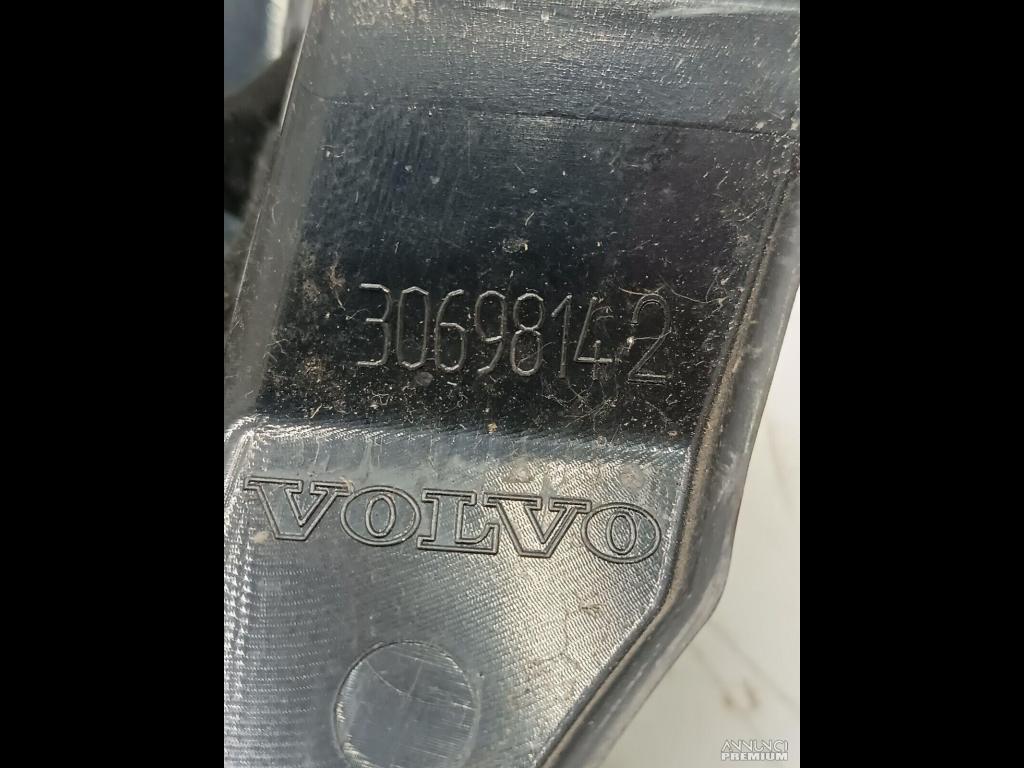 30698142
VOLVO
ANNUNCI
PREMIUM